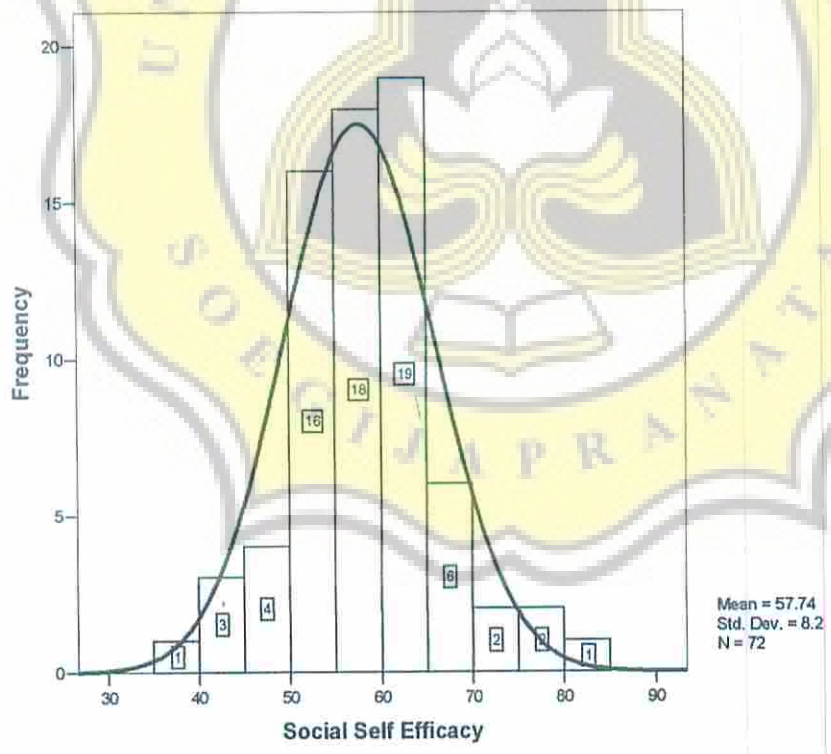 20
15
10
5
0
Frequency
1
3
4
16
18
19
6
2
2
1
30 40 50 60 70 80 90
Social Self Efficacy
Mean = 57.74
Std. Dev. = 8.2
N = 72
U
SOEGIJAPRANATA